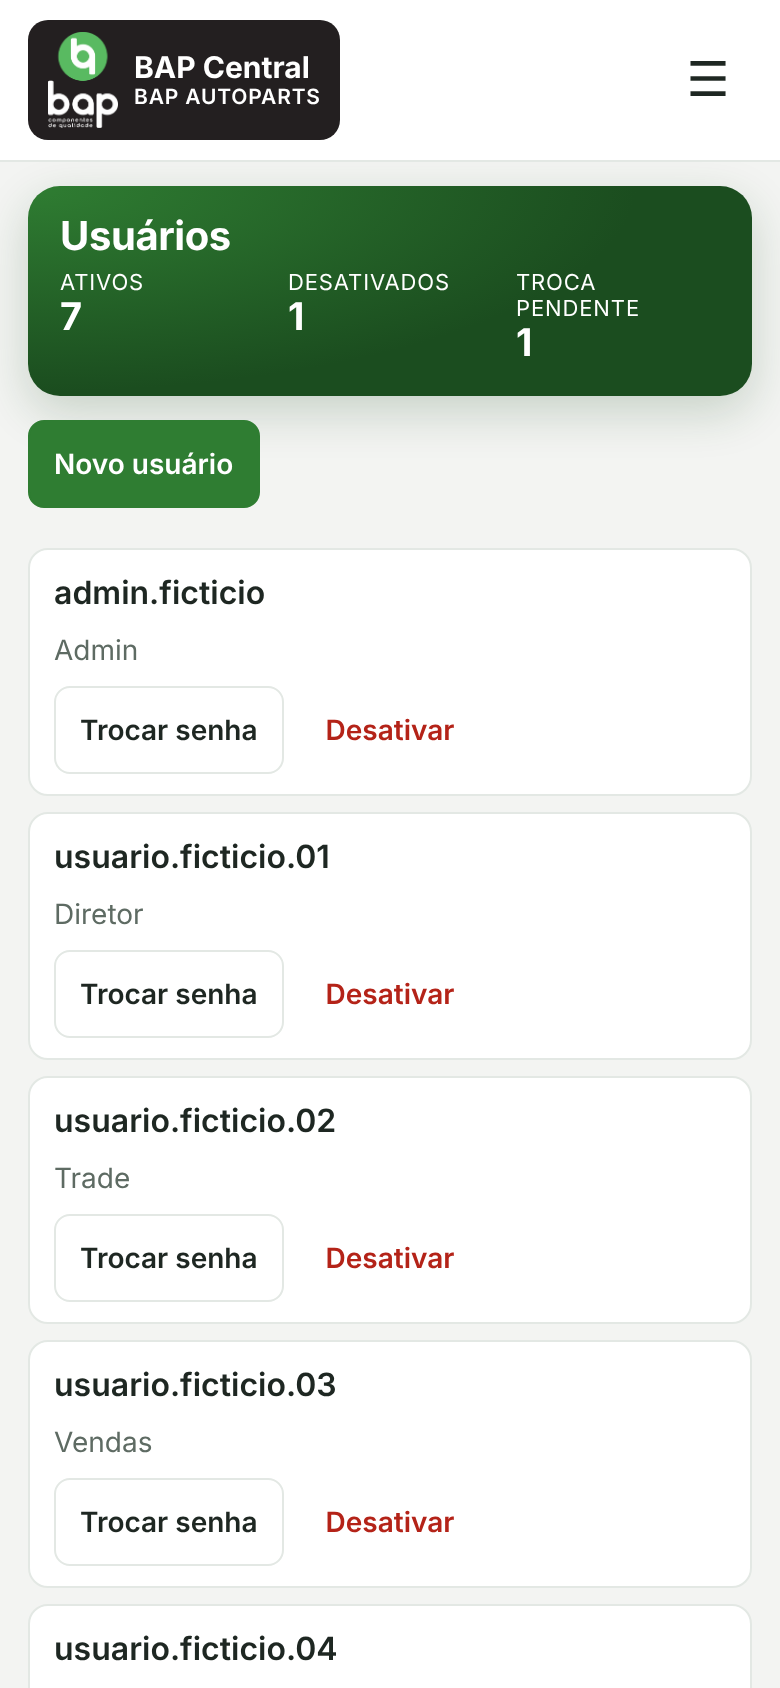 bap
componentes
de qualidade
BAP Central
BAP AUTOPARTS
Usuários
ATIVOS
7
DESATIVADOS
1
TROCA
PENDENTE
1
Novo usuário
admin.ficticio
Admin
Trocar senha
Desativar
usuario.ficticio.01
Diretor
Trocar senha
Desativar
usuario.ficticio.02
Trade
Trocar senha
Desativar
usuario.ficticio.03
Vendas
Trocar senha
Desativar
usuario.ficticio.04